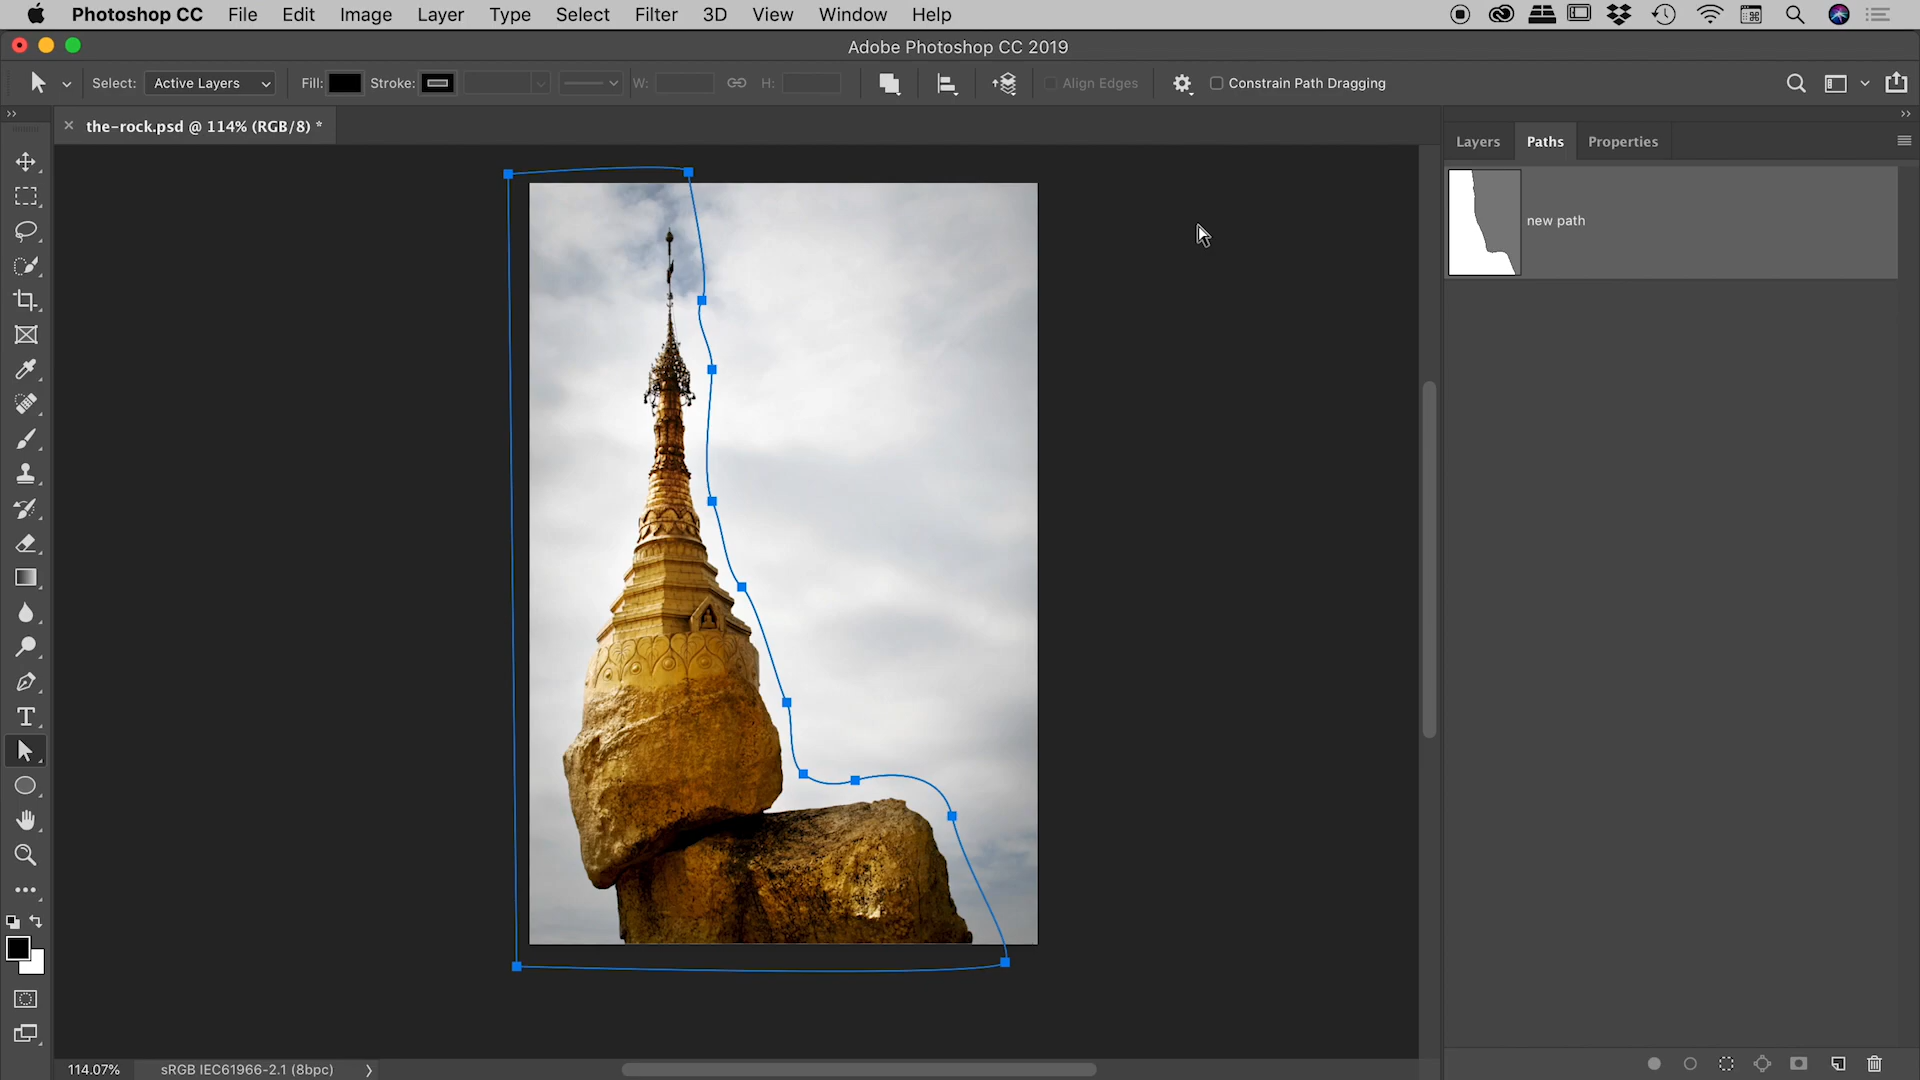 Photoshop CC File Edit Image Layer Type Select Filter 3D View Window Help
Adobe Photoshop CC 2019
Select: Active Layers Fill: Stroke: W: H: Align Edges Constrain Path Dragging
the-rock.psd @ 114% (RGB/8) *
Layers Paths Properties
new path
114.07% sRGB IEC61966-2.1 (8bpc)